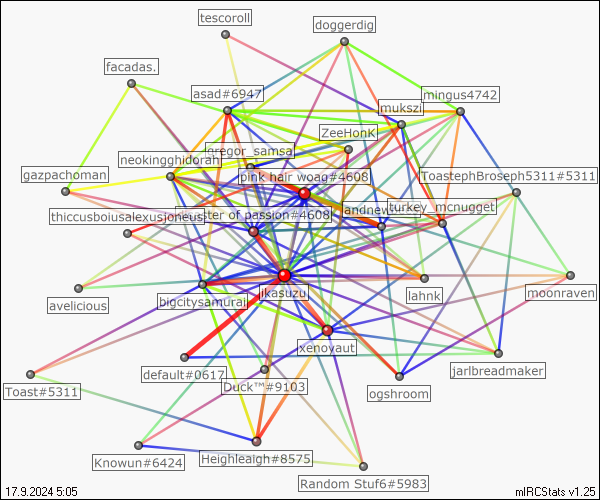 tescoroll
doggerdig
facadas.
asad#6947
mingus4742
mukszi
ZeeHonK
gregor_samsa
neokingghidorah
gazpachoman
pink hair woag#4608
ToastephBroseph5311#5311
thiccusboiusalexusjoneus
ster of passion#4608
andnew
turkey_mcnugget
avelicious
bigcitysamurai
ikasuzu
lahnk
moonraven
xenoyaut
default#0617
Duck™#9103
jarlbreadmaker
Toast#5311
ogshroom
Knowun#6424
Heighleaigh#8575
Random Stuf6#5983
17.9.2024 5:05
mIRCStats v1.25